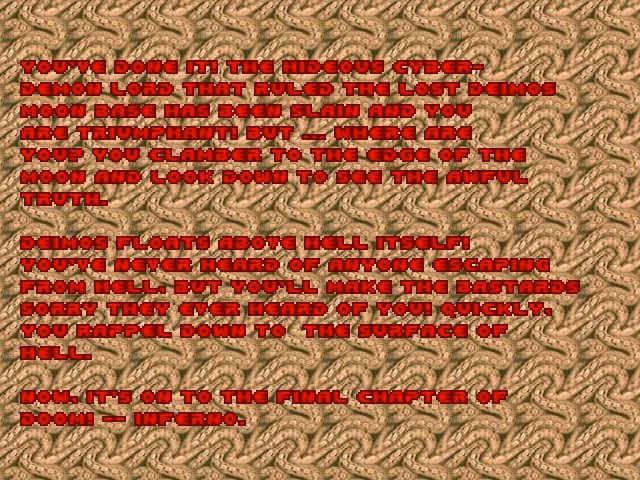 YOU'VE DONE IT! THE HIDEOUS CYBER-
DEMON LORD THAT RULED THE LOST DEIMOS
MOON BASE HAS BEEN SLAIN AND YOU
ARE TRIUMPHANT! BUT ... WHERE ARE
YOU? YOU CLAMBER TO THE EDGE OF THE
MOON AND LOOK DOWN TO SEE THE AWFUL
TRUTH.

DEIMOS FLOATS ABOVE HELL ITSELF!
YOU'VE NEVER HEARD OF ANYONE ESCAPING
FROM HELL, BUT YOU'LL MAKE THE BASTARDS
SORRY THEY EVER HEARD OF YOU! QUICKLY,
YOU RAPPEL DOWN TO  THE SURFACE OF
HELL.

NOW, IT'S ON TO THE FINAL CHAPTER OF
DOOM! -- INFERNO.